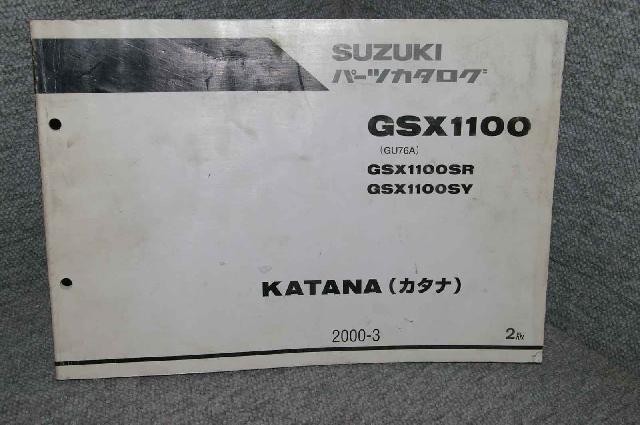 SUZUKI
パーツカタログ
GSX1100
(GU76A)
GSX1100SR
GSX1100SY
KATANA (カタナ)
2000-3
2版